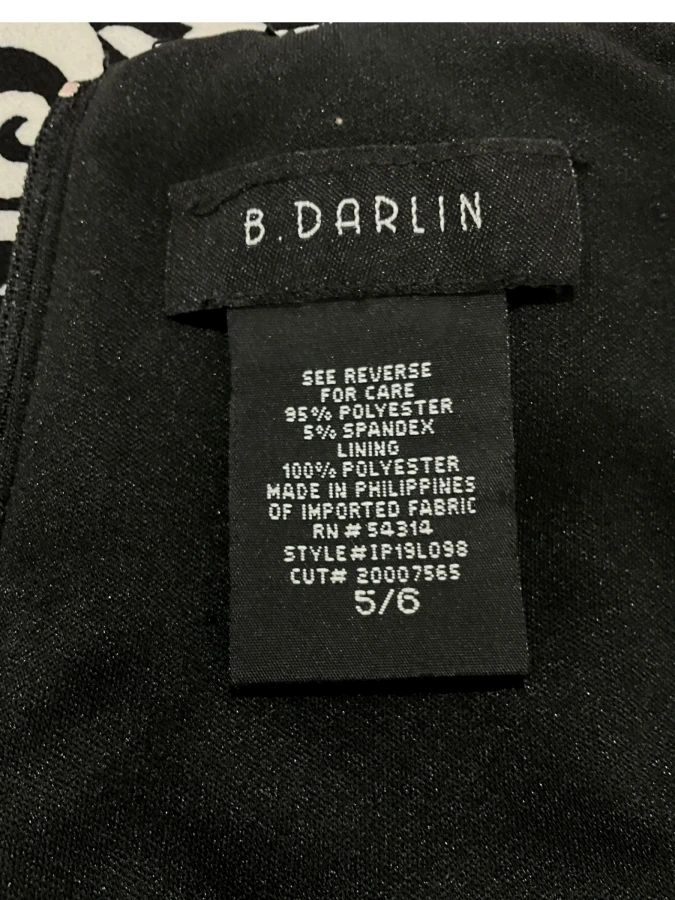 B.DARLIN
SEE REVERSE
FOR CARE
95% POLYESTER
5% SPANDEX
LINING
100% POLYESTER
MADE IN PHILIPPINES
OF IMPORTED FABRIC
RN # 54314
STYLE#IP19L098
CUT# 20007565
5/6